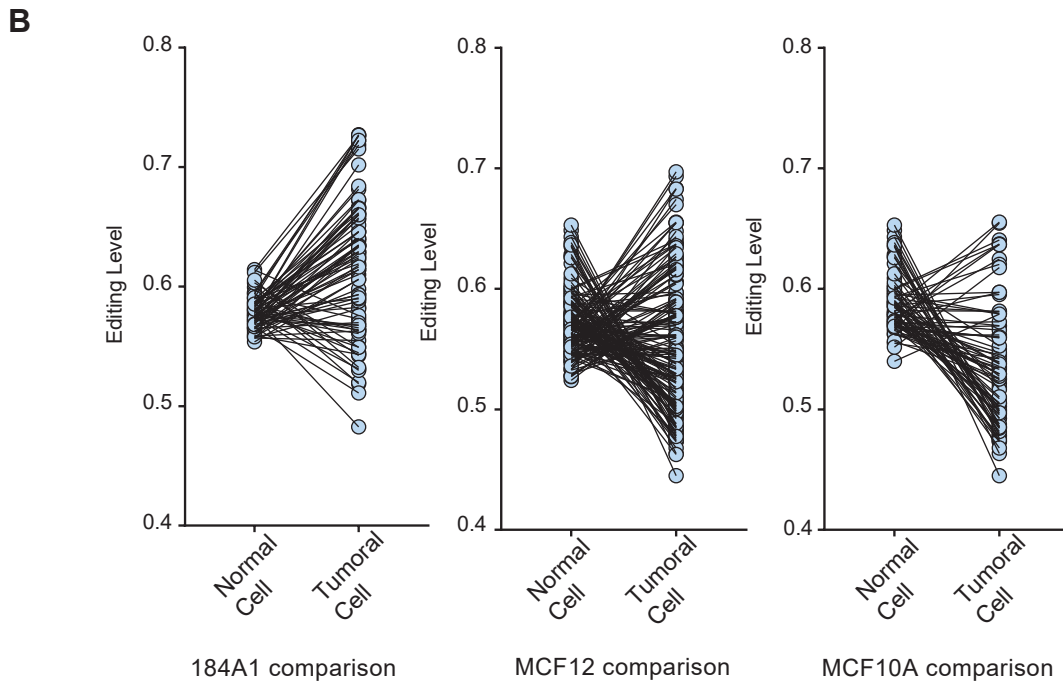 B
0.8
0.7
0.6
0.5
0.4
Editing Level
Normal
Cell
Tumoral
Cell
184A1 comparison
0.8
0.7
0.6
0.5
0.4
Editing Level
Normal
Cell
Tumoral
Cell
MCF12 comparison
0.8
0.7
0.6
0.5
0.4
Editing Level
Normal
Cell
Tumoral
Cell
MCF10A comparison